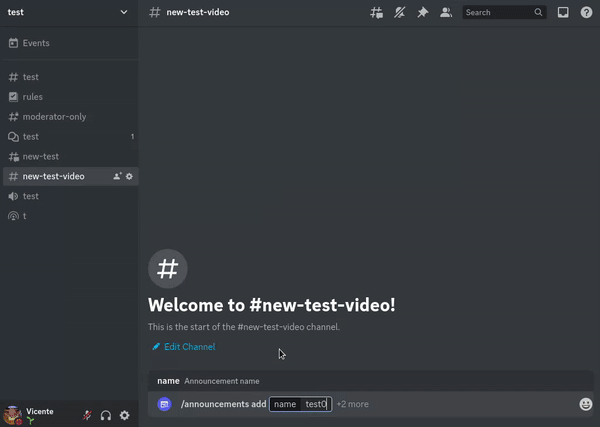 test
Events
test
rules
moderator-only
test 1
new-test
new-test-video
test
t
Vicente
new-test-video
Search
Welcome to #new-test-video!
This is the start of the #new-test-video channel.
Edit Channel
name Announcement name
/announcements add name test0 +2 more